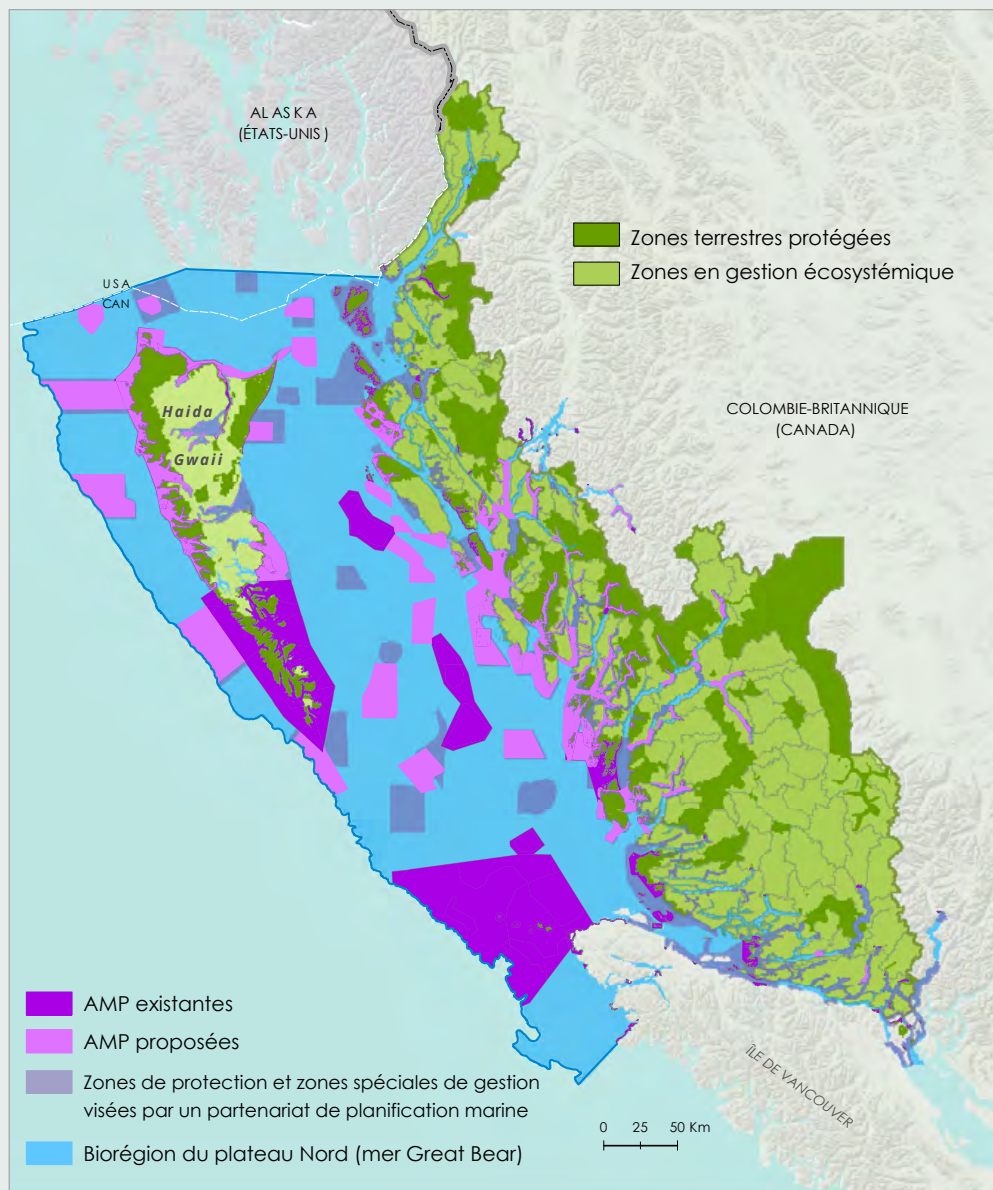 ALASKA
(ÉTATS-UNIS)
Zones terrestres protégées
Zones en gestion écosystémique
USA
CAN
Haida
Gwaii
COLOMBIE-BRITANNIQUE
(CANADA)
AMP existantes
AMP proposées
Zones de protection et zones spéciales de gestion
visées par un partenariat de planification marine
Biorégion du plateau Nord (mer Great Bear)
0 25 50 Km
ÎLE DE VANCOUVER